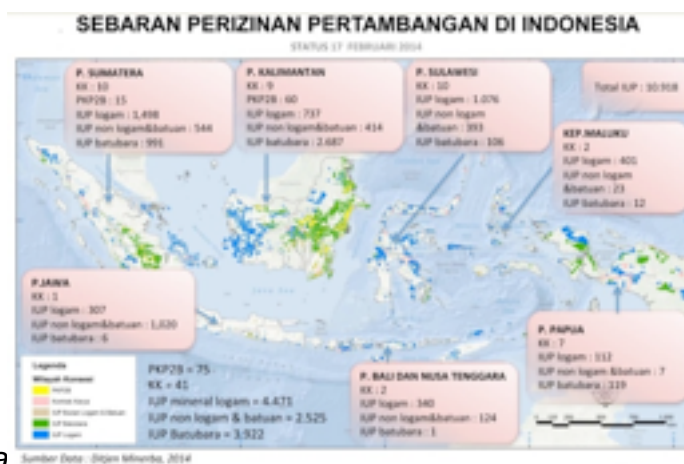 SEBARAN PERIZINAN PERTAMBANGAN DI INDONESIA
STATUS 17 FEBRUARI 2014
P. SUMATERA
KK : 10
PKP2B : 15
IUP logam : 1,498
IUP non logam&batuan : 544
IUP batubara : 991
P. KALIMANTAN
KK : 9
PKP2B : 60
IUP logam : 737
IUP non logam&batuan : 414
IUP batubara : 2.687
P. SULAWESI
KK : 10
IUP logam : 1.076
IUP non logam
&batuan : 393
IUP batubara : 106
Total IUP : 10.918
KEP.MALUKU
KK : 2
IUP logam : 401
IUP non logam
&batuan : 23
IUP batubara : 12
P.JAWA
KK : 1
IUP logam : 307
IUP non logam&batuan : 1,020
IUP batubara : 6
P. PAPUA
KK : 7
IUP logam : 112
IUP non logam &batuan : 7
IUP batubara : 119
P. BALI DAN NUSA TENGGARA
KK : 2
IUP logam : 340
IUP non logam&batuan : 124
IUP batubara : 1
Legenda
PKP2B = 75
KK = 41
IUP mineral logam = 4.471
IUP non logam & batuan = 2.525
IUP Batubara = 3.922
a
Sumber Data : Ditjen Minerba, 2014